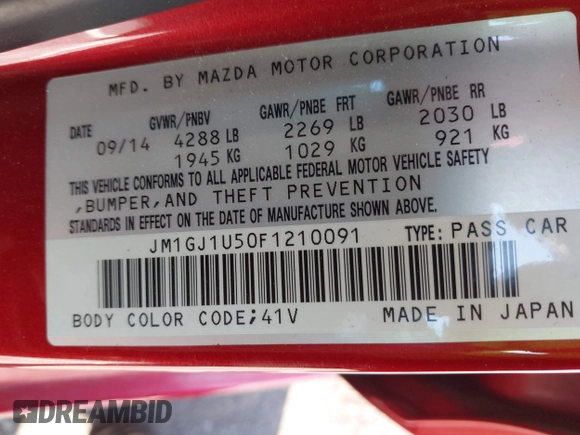 MFD. BY MAZDA MOTOR CORPORATION
DATE GVWR/PNBV GAWR/PNBE FRT GAWR/PNBE RR
09/14 4288 LB 2269 LB 2030 LB
1945 KG 1029 KG 921 KG
THIS VEHICLE CONFORMS TO ALL APPLICABLE FEDERAL MOTOR VEHICLE SAFETY
,BUMPER,AND THEFT PREVENTION
STANDARDS IN EFFECT ON THE DATE OF MANUFACTURE SHOWN ABOVE.
JM1GJ1U50F1210091 TYPE: PASS CAR
BODY COLOR CODE;41V MADE IN JAPAN
DREAMBID